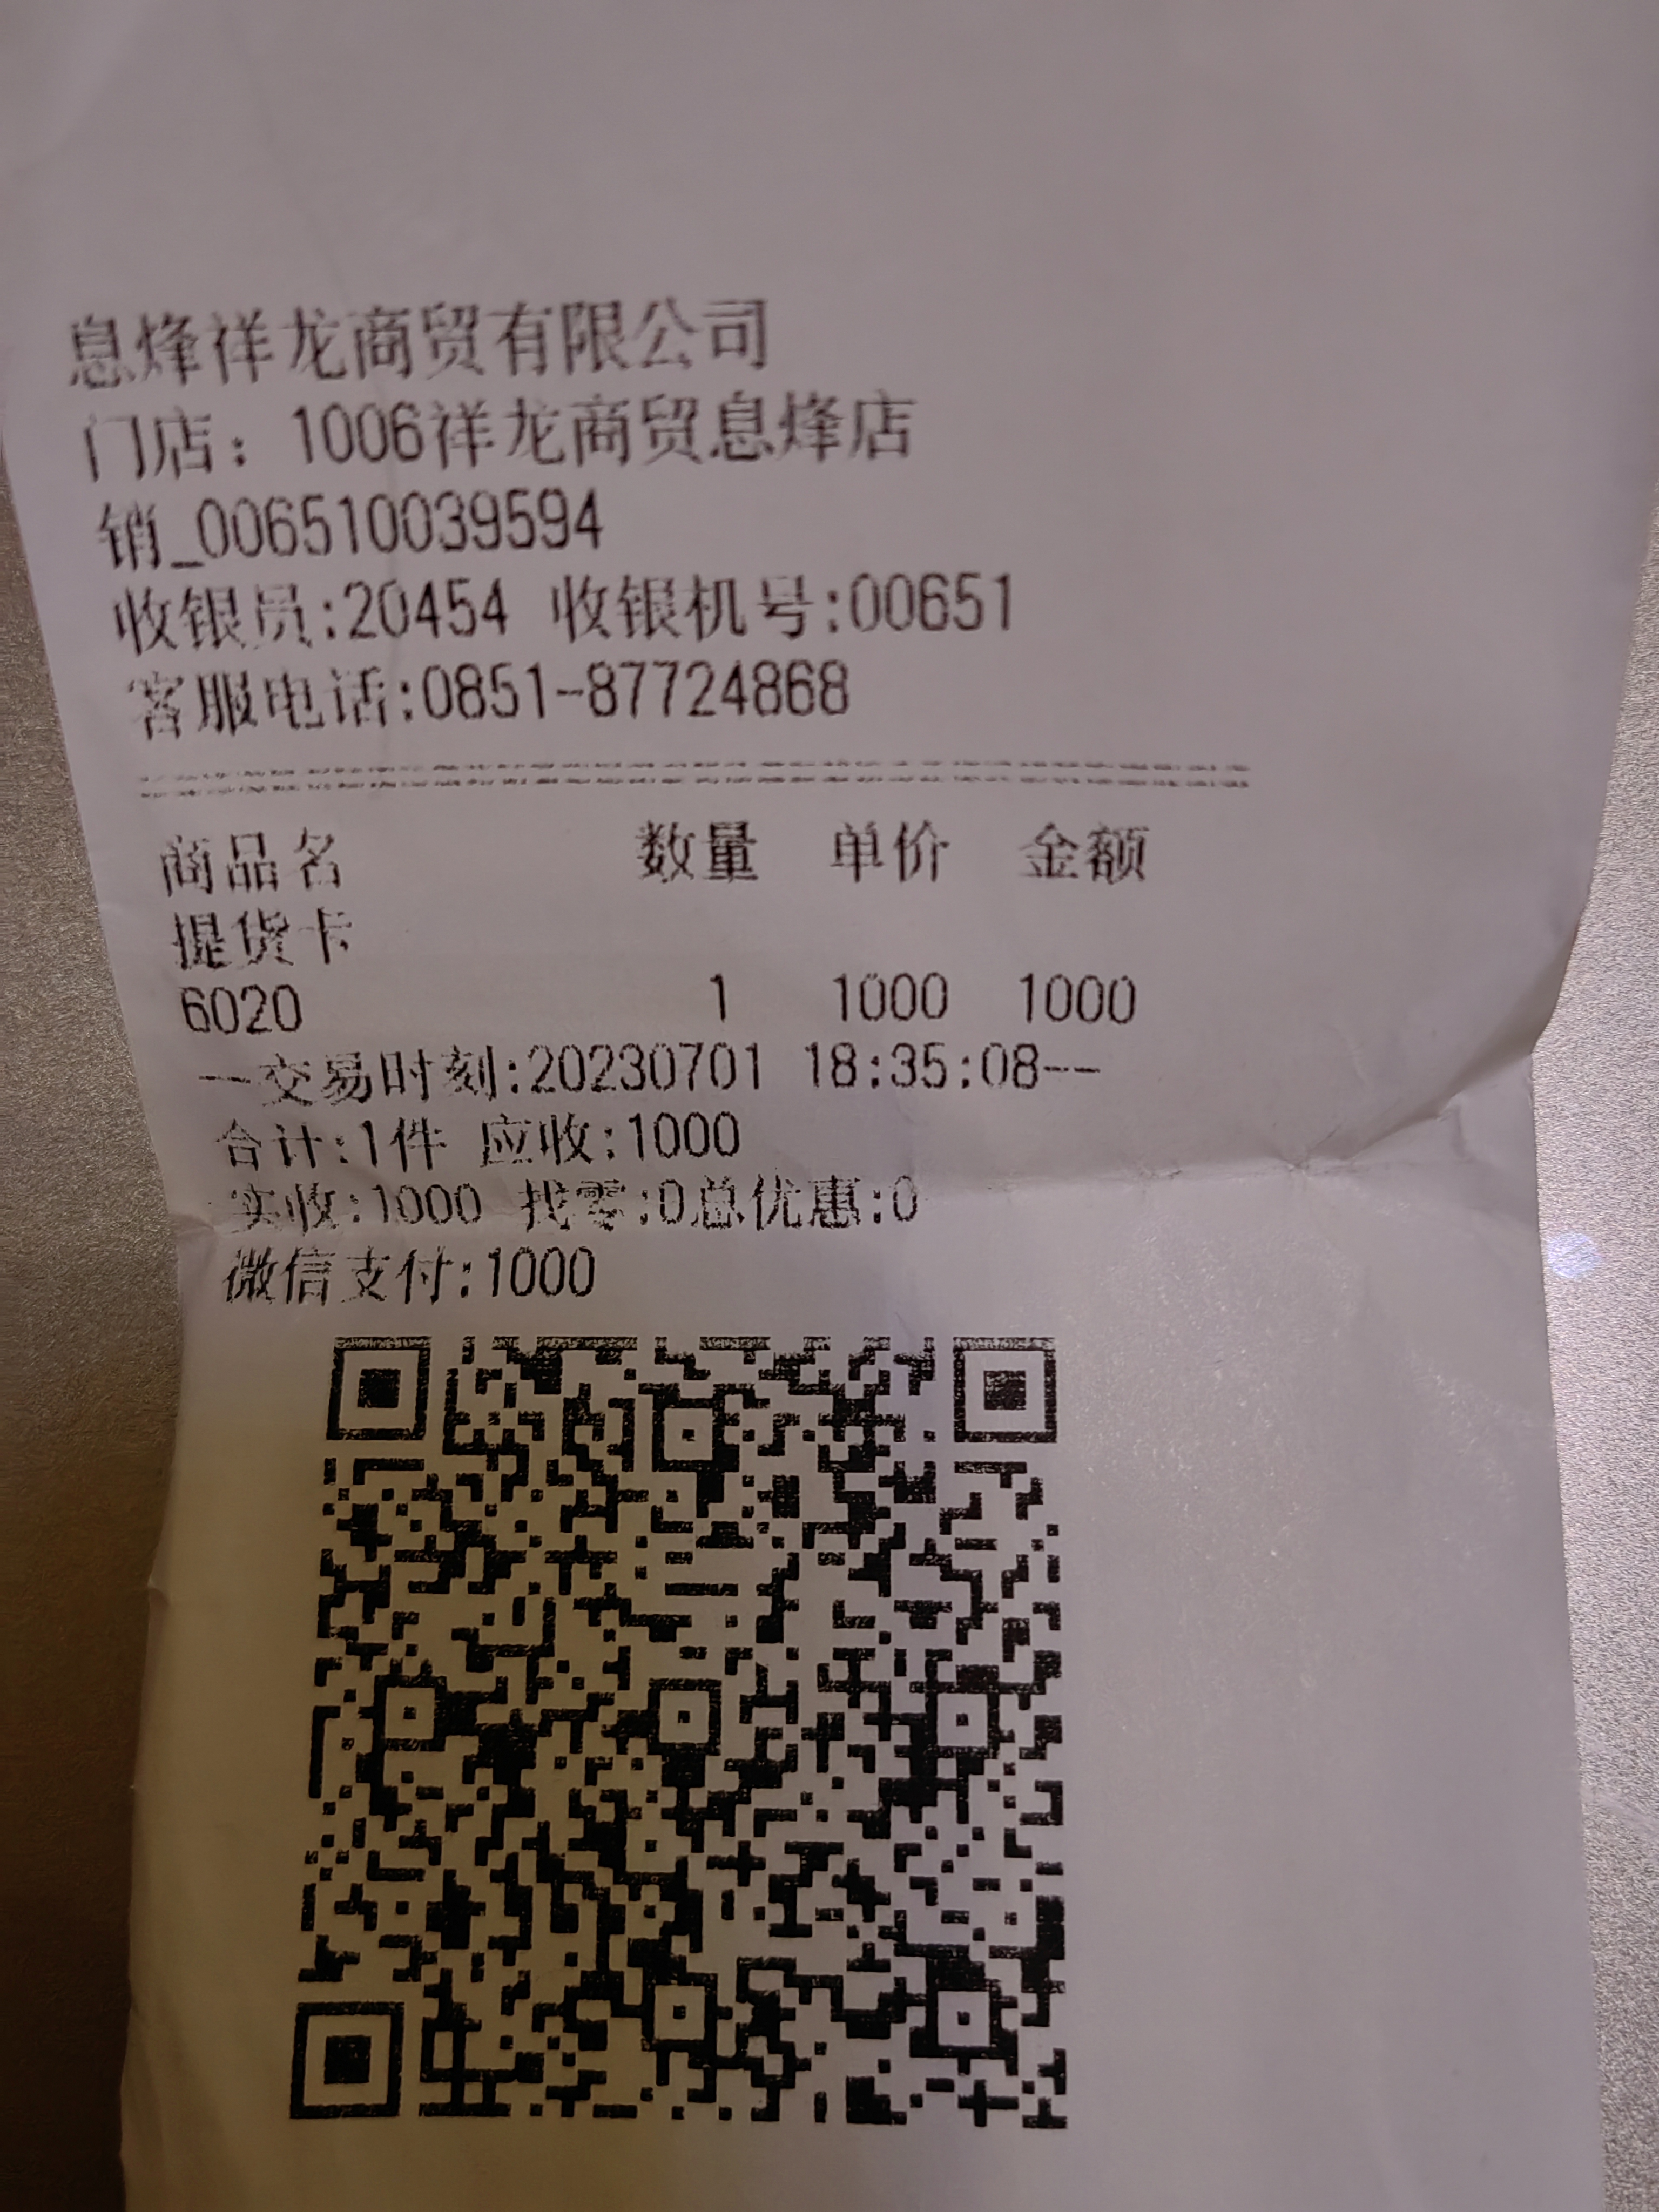 息烽祥龙商贸有限公司
门店：1006祥龙商贸息烽店
销_006510039594
收银员:20454 收银机号:00651
客服电话:0851-87724868
商品名 数量 单价 金额
提货卡
6020 1 1000 1000
--交易时刻:20230701 18:35:08--
合计:1件 应收:1000
实收:1000 找零:0总优惠:0
微信支付:1000